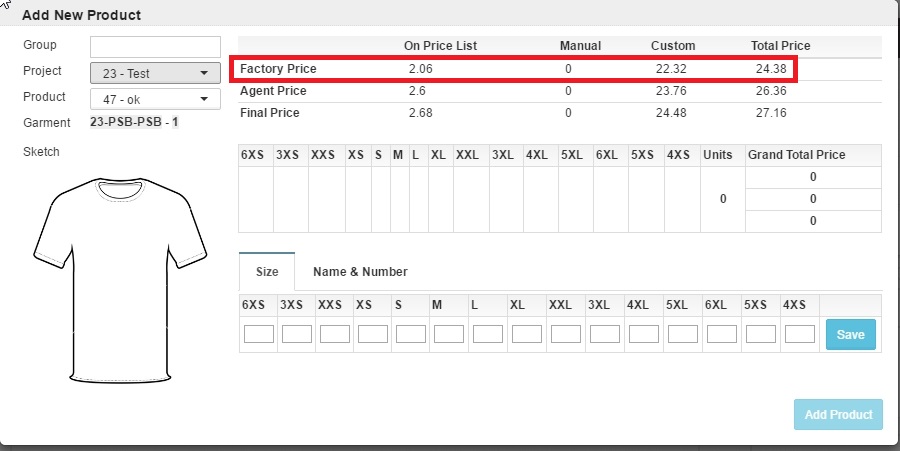 Add New Product
Group
Project 23 - Test
Product 47 - ok
Garment 23-PSB-PSB - 1
Sketch
On Price List Manual Custom Total Price
Factory Price 2.06 0 22.32 24.38
Agent Price 2.6 0 23.76 26.36
Final Price 2.68 0 24.48 27.16
6XS 3XS XXS XS S M L XL XXL 3XL 4XL 5XL 6XL 5XS 4XS Units Grand Total Price
0
0 0
0
Size Name & Number
6XS 3XS XXS XS S M L XL XXL 3XL 4XL 5XL 6XL 5XS 4XS
Save
Add Product